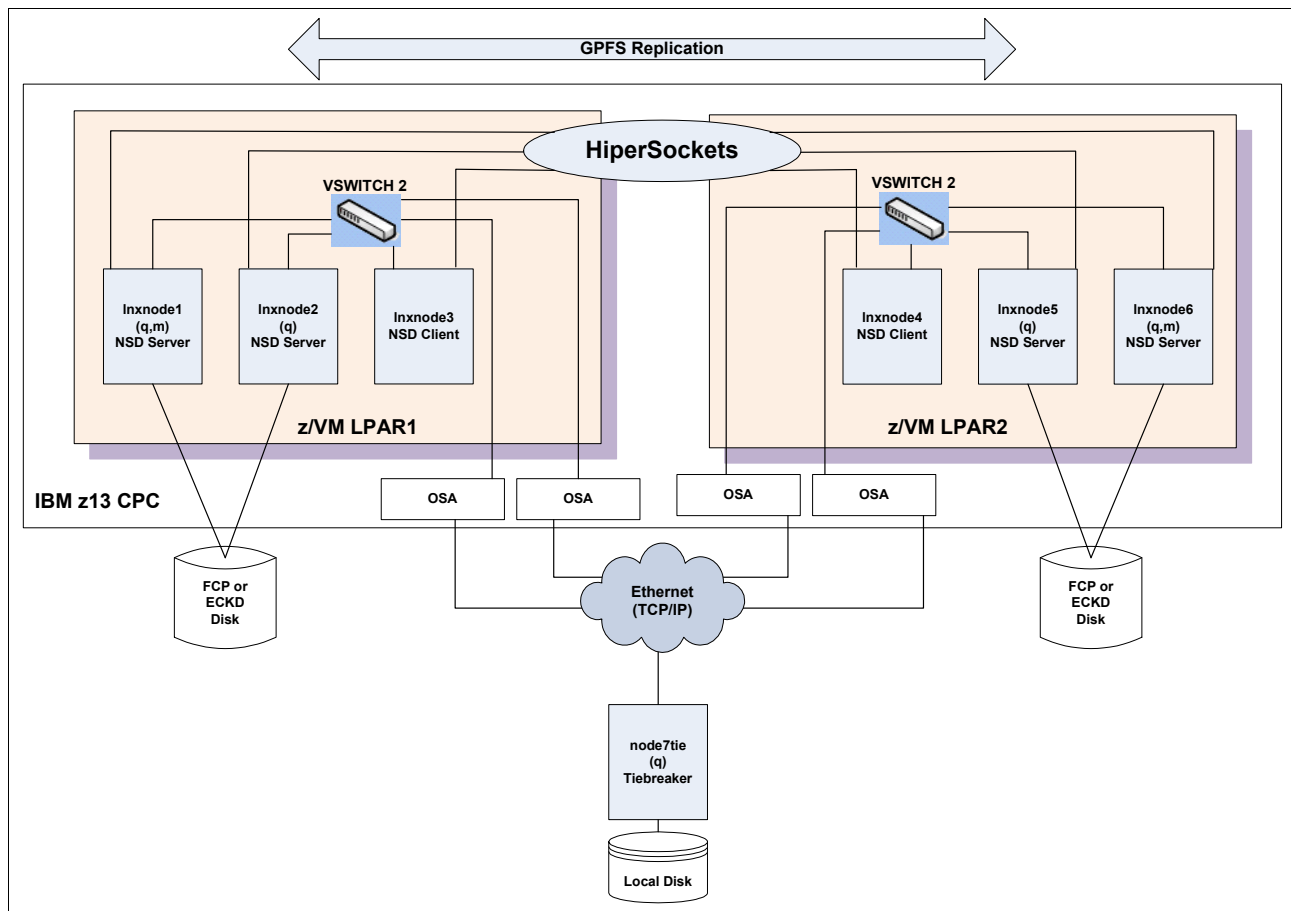 GPFS Replication
HiperSockets
VSWITCH 2
VSWITCH 2
lnxnode1
(q,m)
NSD Server
lnxnode2
(q)
NSD Server
lnxnode3
NSD Client
lnxnode4
NSD Client
lnxnode5
(q)
NSD Server
lnxnode6
(q,m)
NSD Server
z/VM LPAR1
z/VM LPAR2
IBM z13 CPC
OSA
OSA
OSA
OSA
FCP or
ECKD
Disk
Ethernet
(TCP/IP)
FCP or
ECKD
Disk
node7tie
(q)
Tiebreaker
Local Disk